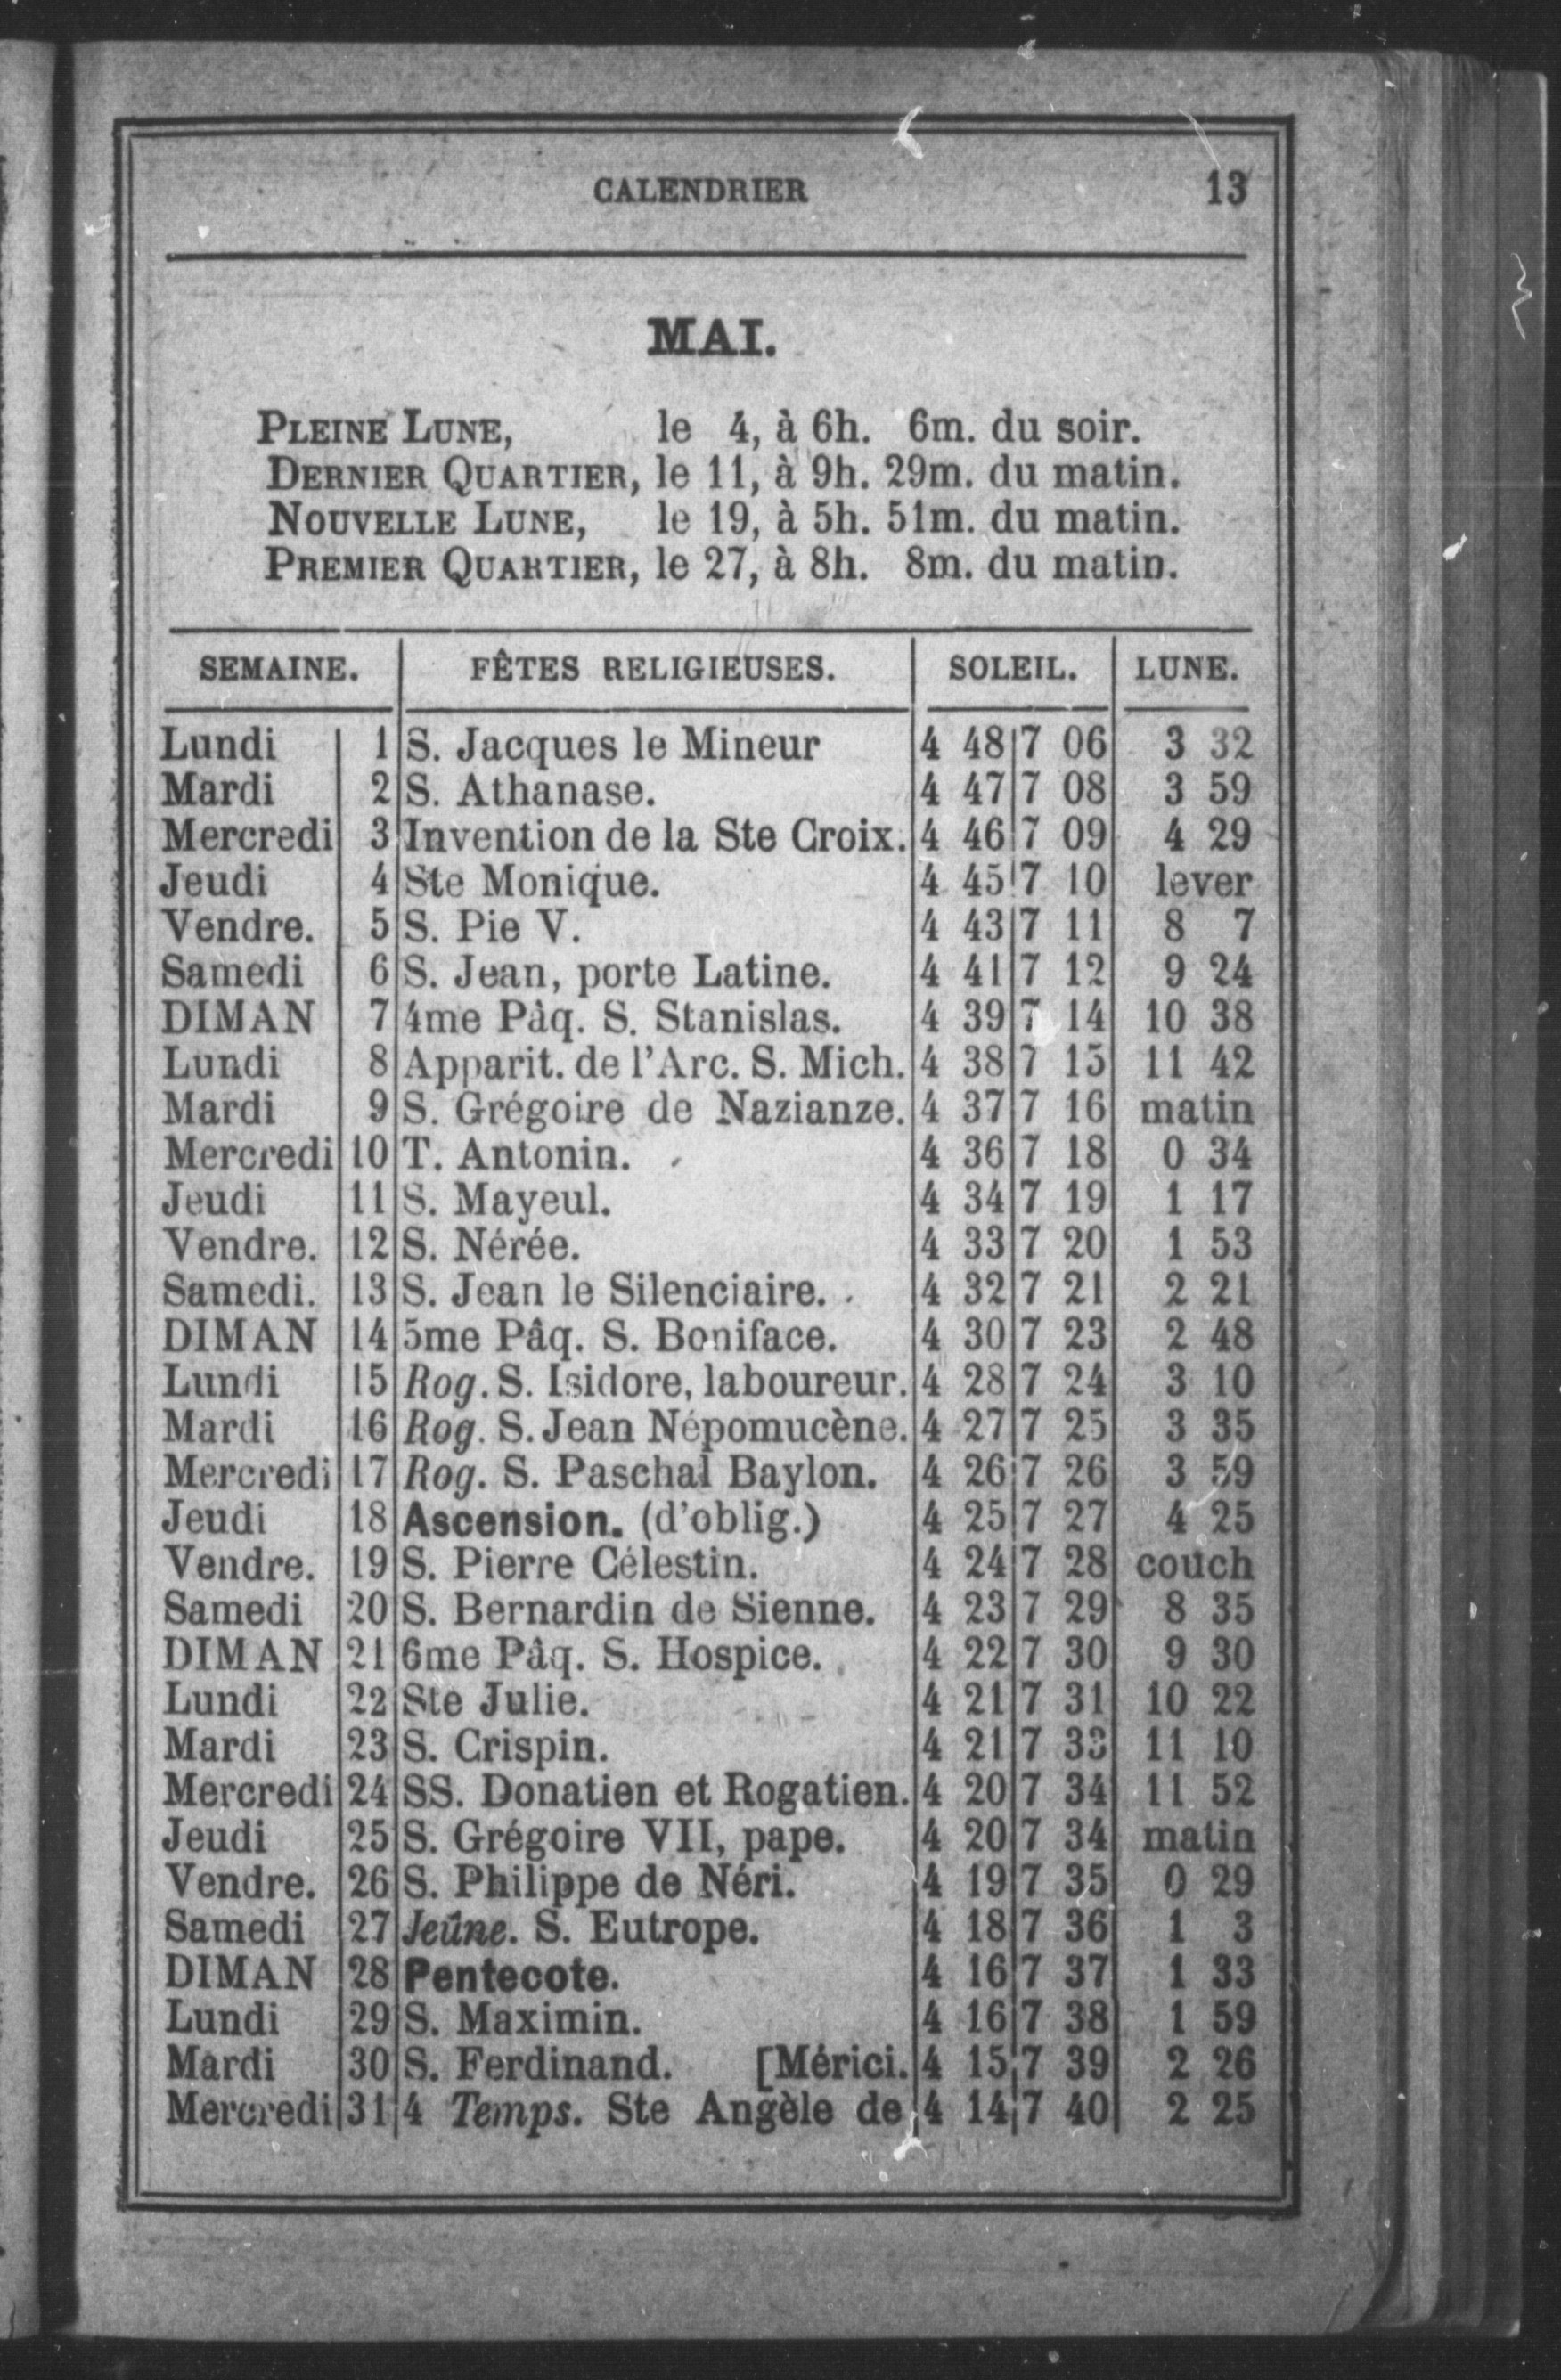 CALENDRIER 13
MAI.
PLEINE LUNE, le 4, à 6h. 6m. du soir.
DERNIER QUARTIER, le 11, à 9h. 29m. du matin.
NOUVELLE LUNE, le 19, à 5h. 51m. du matin.
PREMIER QUARTIER, le 27, à 8h. 8m. du matin.
SEMAINE. FÊTES RELIGIEUSES. SOLEIL. LUNE.
Lundi 1 S. Jacques le Mineur 4 48 7 06 3 32
Mardi 2 S. Athanase. 4 47 7 08 3 59
Mercredi 3 Invention de la Ste Croix. 4 46 7 09 4 29
Jeudi 4 Ste Monique. 4 45 7 10 lever
Vendre. 5 S. Pie V. 4 43 7 11 8 7
Samedi 6 S. Jean, porte Latine. 4 41 7 12 9 24
DIMAN 7 4me Pâq. S. Stanislas. 4 39 7 14 10 38
Lundi 8 Apparit. de l'Arc. S. Mich. 4 38 7 15 11 42
Mardi 9 S. Grégoire de Nazianze. 4 37 7 16 matin
Mercredi 10 T. Antonin. 4 36 7 18 0 34
Jeudi 11 S. Mayeul. 4 34 7 19 1 17
Vendre. 12 S. Nérée. 4 33 7 20 1 53
Samedi. 13 S. Jean le Silenciaire. 4 32 7 21 2 21
DIMAN 14 5me Pâq. S. Boniface. 4 30 7 23 2 48
Lundi 15 Rog. S. Isidore, laboureur. 4 28 7 24 3 10
Mardi 16 Rog. S. Jean Népomucène. 4 27 7 25 3 35
Mercredi 17 Rog. S. Paschal Baylon. 4 26 7 26 3 59
Jeudi 18 Ascension. (d'oblig.) 4 25 7 27 4 25
Vendre. 19 S. Pierre Célestin. 4 24 7 28 couch
Samedi 20 S. Bernardin de Sienne. 4 23 7 29 8 35
DIMAN 21 6me Pâq. S. Hospice. 4 22 7 30 9 30
Lundi 22 Ste Julie. 4 21 7 31 10 22
Mardi 23 S. Crispin. 4 21 7 33 11 10
Mercredi 24 SS. Donatien et Rogatien. 4 20 7 34 11 52
Jeudi 25 S. Grégoire VII, pape. 4 20 7 34 matin
Vendre. 26 S. Philippe de Néri. 4 19 7 35 0 29
Samedi 27 Jeûne. S. Eutrope. 4 18 7 36 1 3
DIMAN 28 Pentecote. 4 16 7 37 1 33
Lundi 29 S. Maximin. 4 16 7 38 1 59
Mardi 30 S. Ferdinand. [Mérici. 4 15 7 39 2 26
Mercredi 31 4 Temps. Ste Angèle de 4 14 7 40 2 25